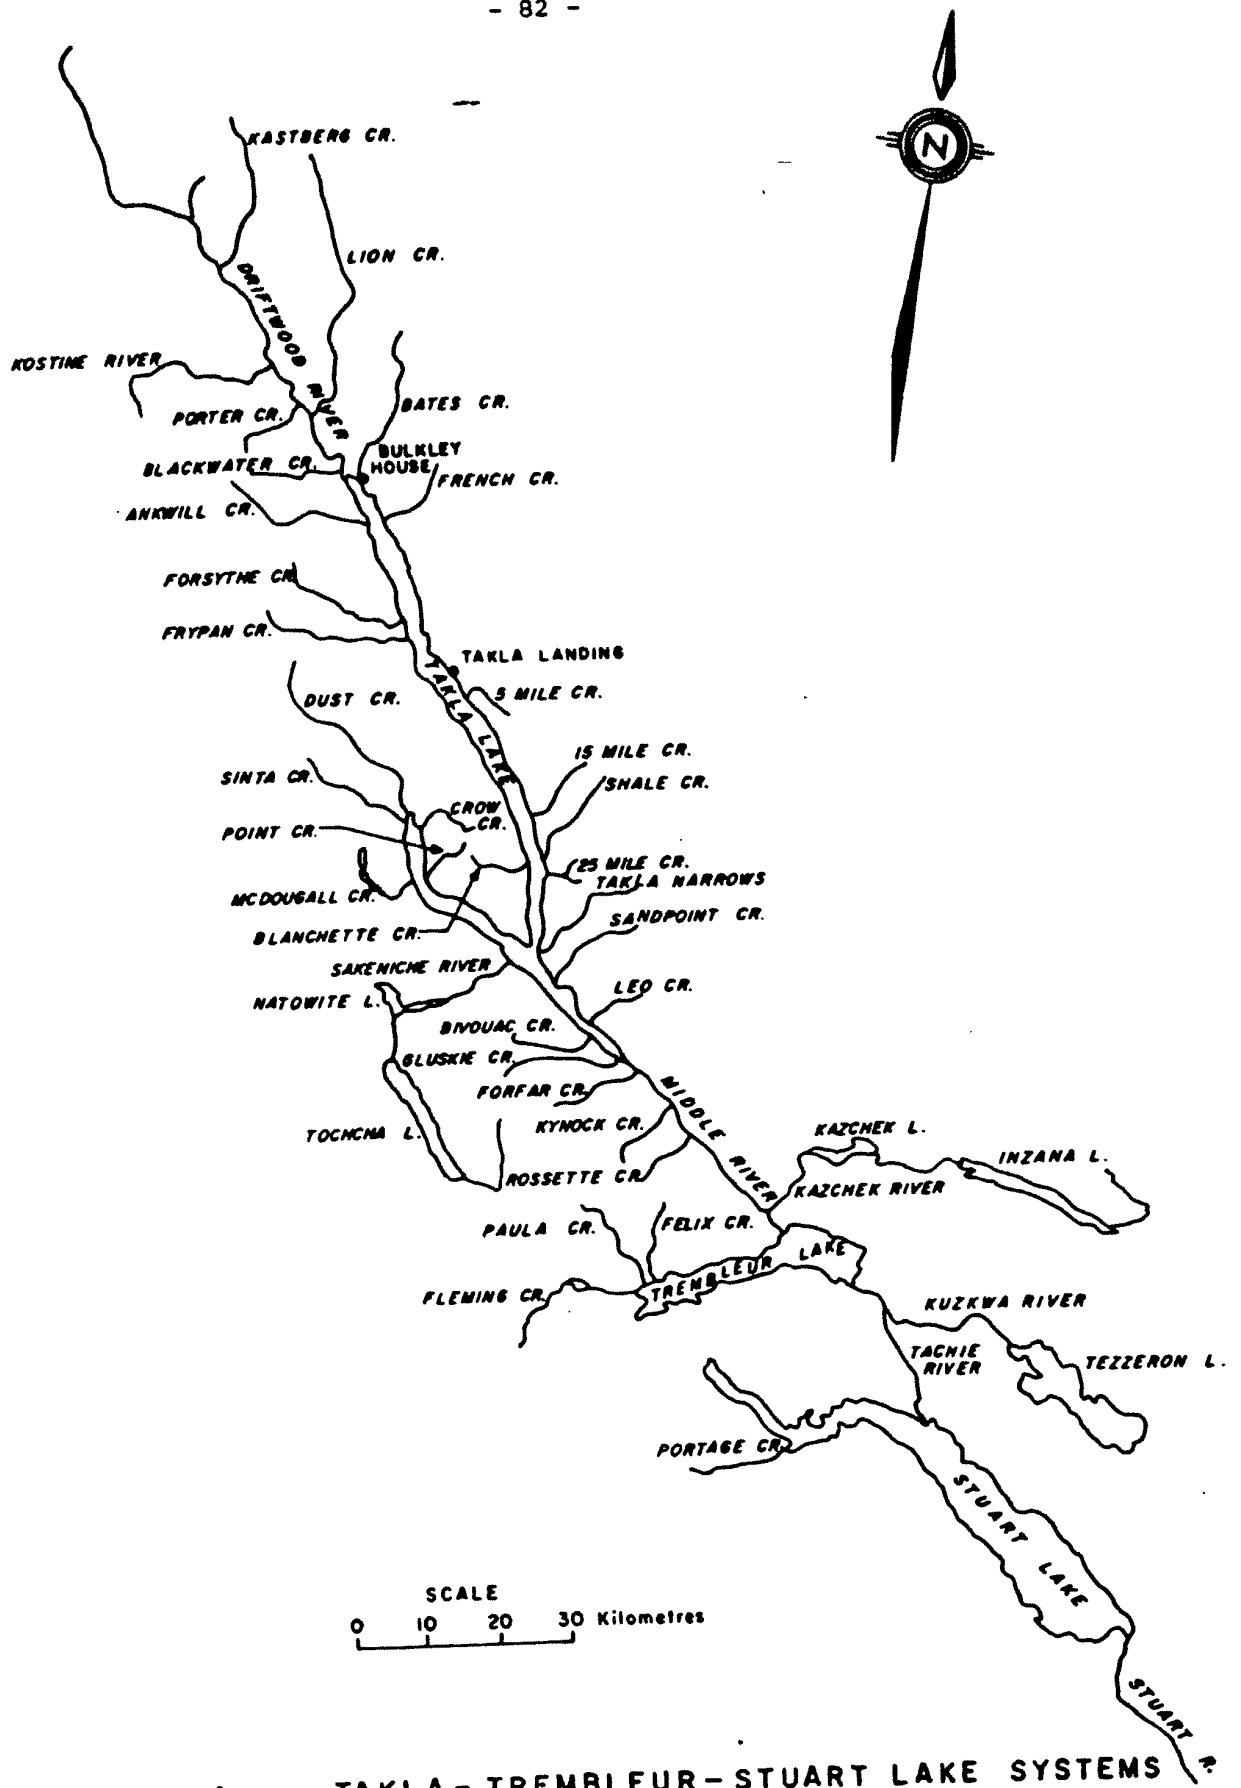 - 82 -
N
KASTBERG CR.
LION CR.
DRIFTWOOD RIVER
KOSTINE RIVER
BATES CR.
PORTER CR.
BULKLEY
HOUSE
BLACKWATER CR.
FRENCH CR.
ANKWILL CR.
FORSYTHE CR.
FRYPAN CR.
TAKLA LANDING
TAKLA LAKE
5 MILE CR.
DUST CR.
15 MILE CR.
SINTA CR.
SHALE CR.
CROW
CR.
POINT CR.
25 MILE CR.
TAKLA NARROWS
MCDOUGALL CR.
SANDPOINT CR.
BLANCHETTE CR.
SAKENICHE RIVER
LEO CR.
NATOWITE L.
BIVOUAC CR.
GLUSKIE CR.
FORFAR CR.
MIDDLE RIVER
KYNOCK CR.
KAZCHEK L.
TOCHCHA L.
INZANA L.
ROSSETTE CR.
KAZCHEK RIVER
PAULA CR.
FELIX CR.
TREMBLEUR LAKE
FLEMING CR.
KUZKWA RIVER
TACHIE
RIVER
TEZZERON L.
PORTAGE CR.
STUART LAKE
SCALE
0 10 20 30 Kilometres
STUART R.
TAKLA-TREMBLEUR-STUART LAKE SYSTEMS